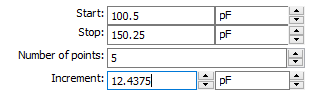 Start: 100.5 pF
Stop: 150.25 pF
Number of points: 5
Increment: 12.4375 pF